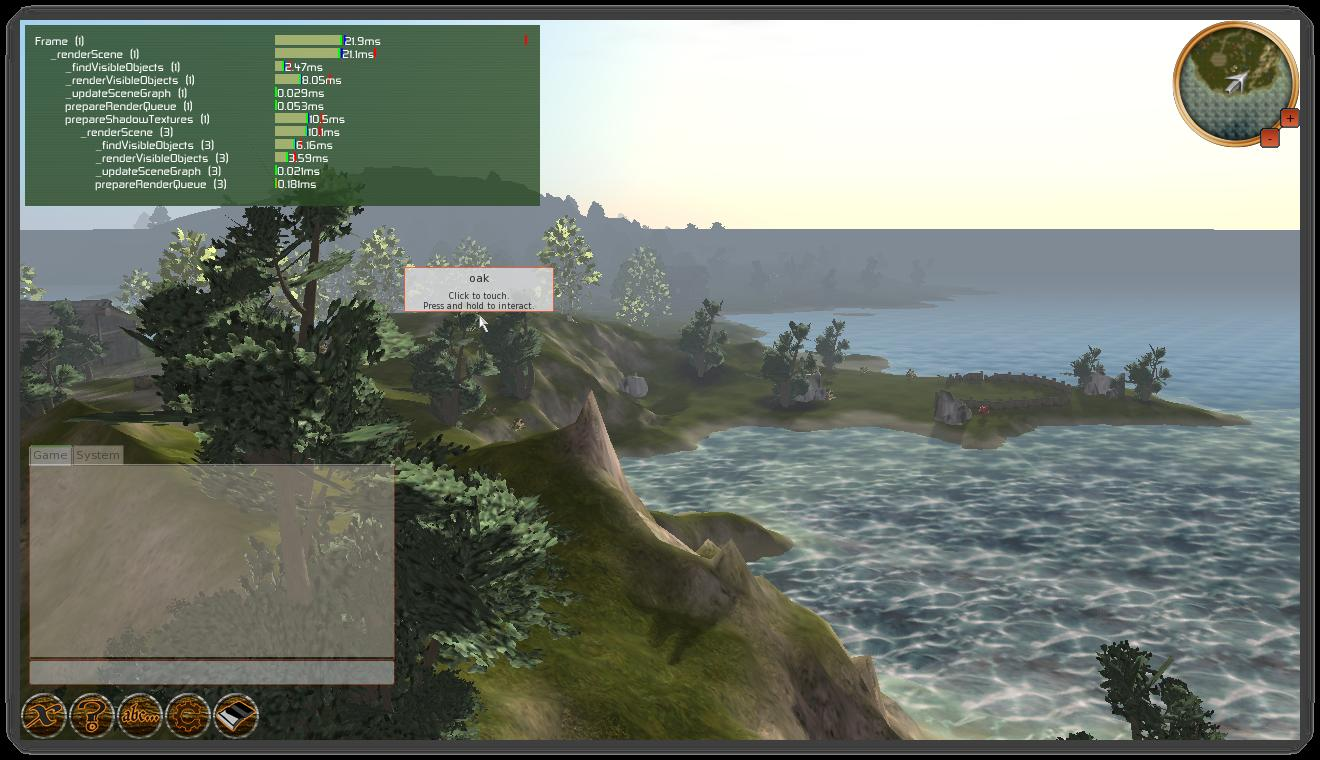 Frame (1) 21.9ms
_renderScene (1) 21.1ms
_findVisibleObjects (1) 2.47ms
_renderVisibleObjects (1) 8.05ms
_updateSceneGraph (1) 0.029ms
prepareRenderQueue (1) 0.053ms
prepareShadowTextures (1) 10.5ms
_renderScene (3) 10.1ms
_findVisibleObjects (3) 6.16ms
_renderVisibleObjects (3) 3.59ms
_updateSceneGraph (3) 0.021ms
prepareRenderQueue (3) 0.181ms
+
-
oak
Click to touch.
Press and hold to interact.
Game System
? abc...